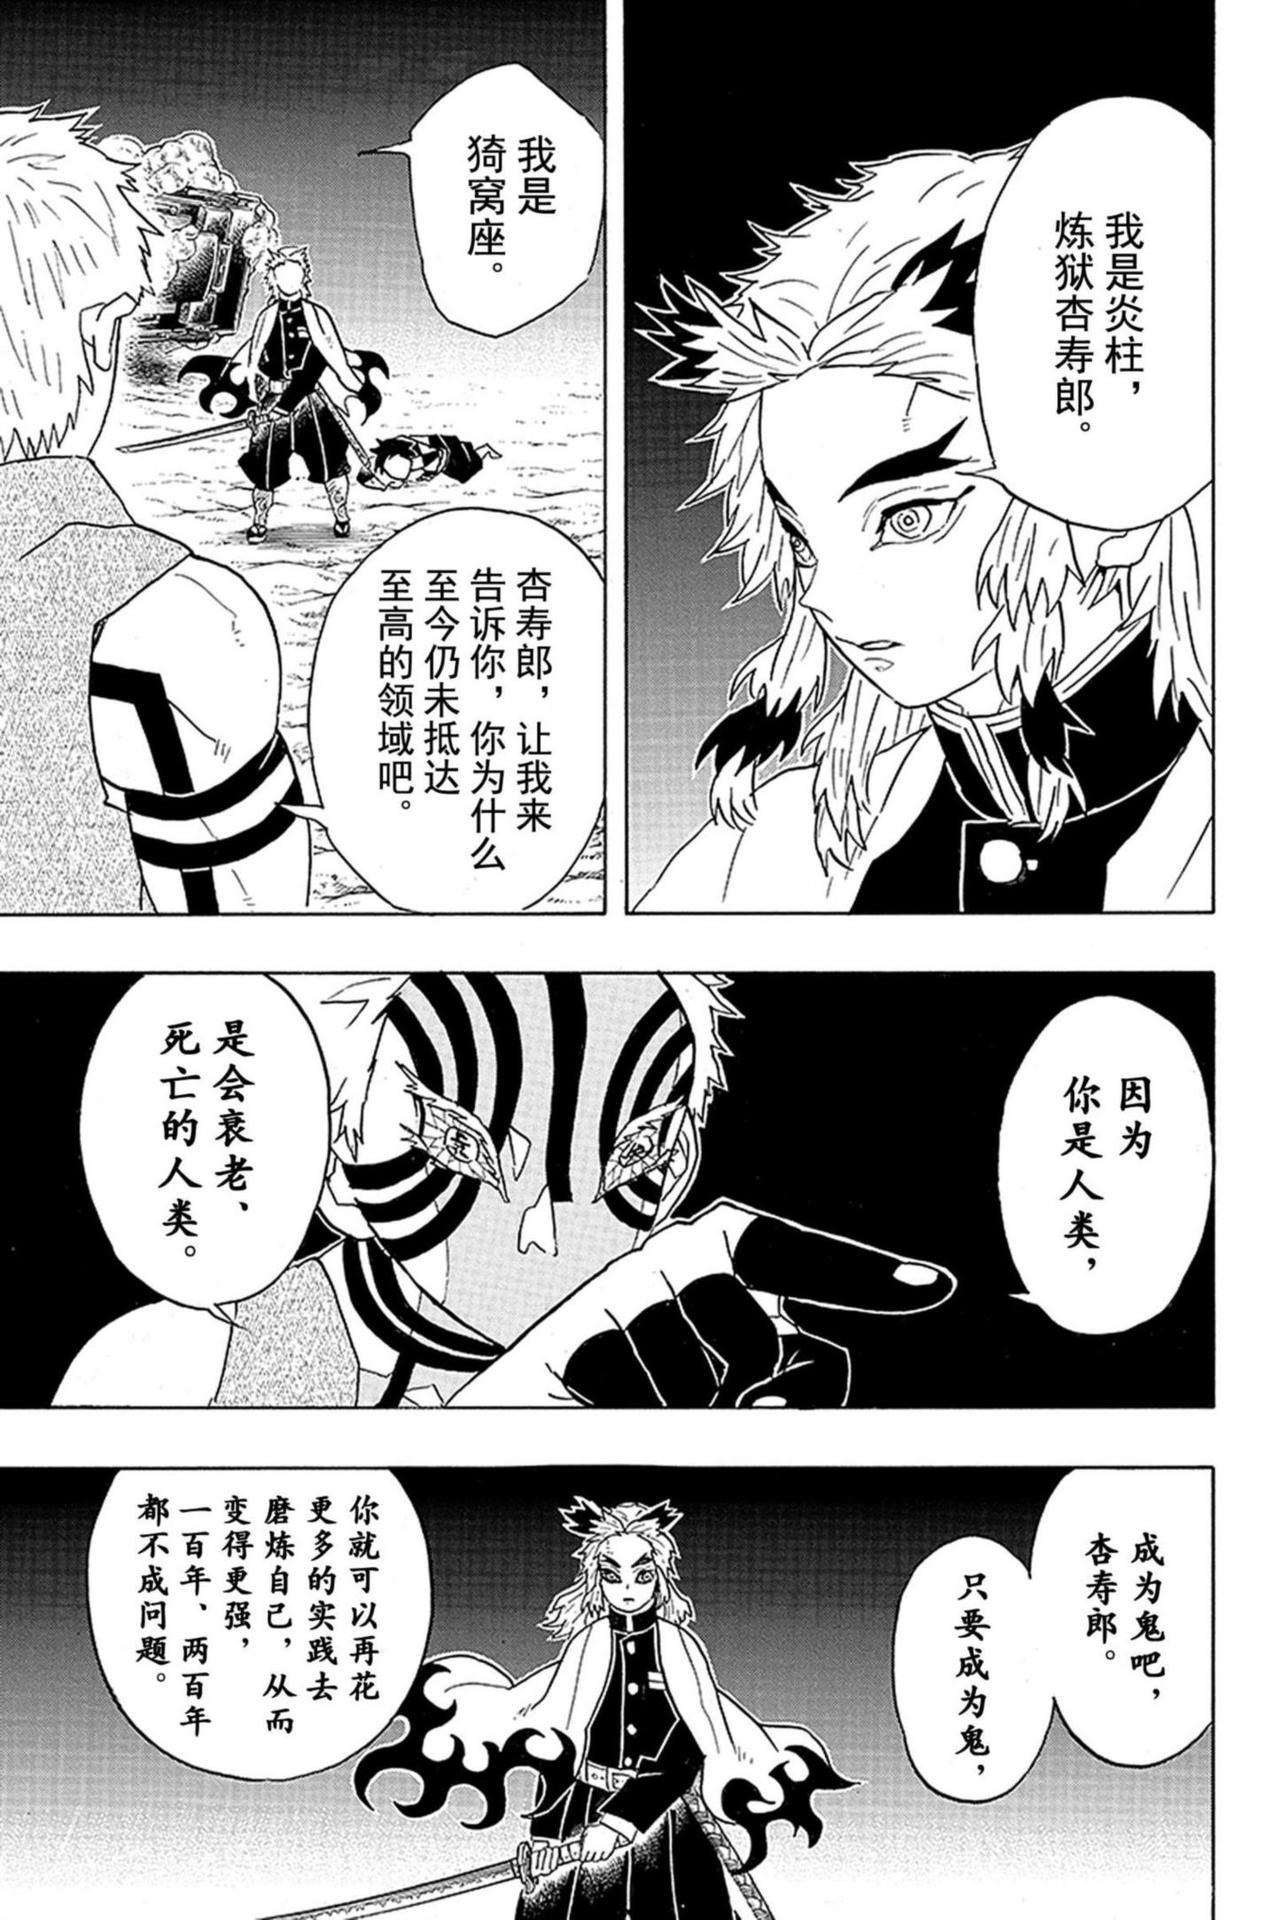 我是炎柱，
炼狱杏寿郎。
我是
猗窝座。
杏寿郎，让我来
告诉你，你为什么
至今仍未抵达
至高的领域吧。
因为
你是人类，
是会衰老、
死亡的人类。
成为鬼吧，
杏寿郎。
只要成为鬼，
你就可以再花
更多的实践去
磨炼自己，从而
变得更强，
一百年、两百年
都不成问题。